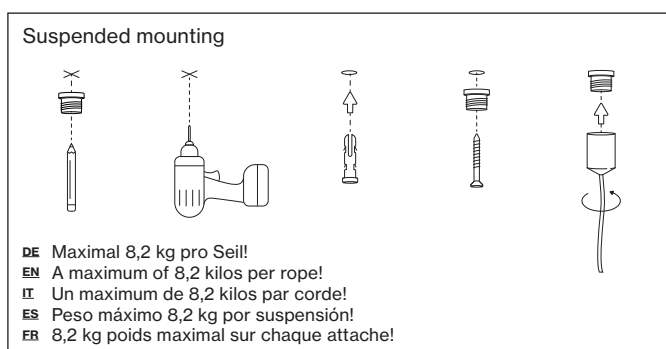 Suspended mounting
DE Maximal 8,2 kg pro Seil!
EN A maximum of 8,2 kilos per rope!
IT Un maximum de 8,2 kilos par corde!
ES Peso máximo 8,2 kg por suspensión!
FR 8,2 kg poids maximal sur chaque attache!